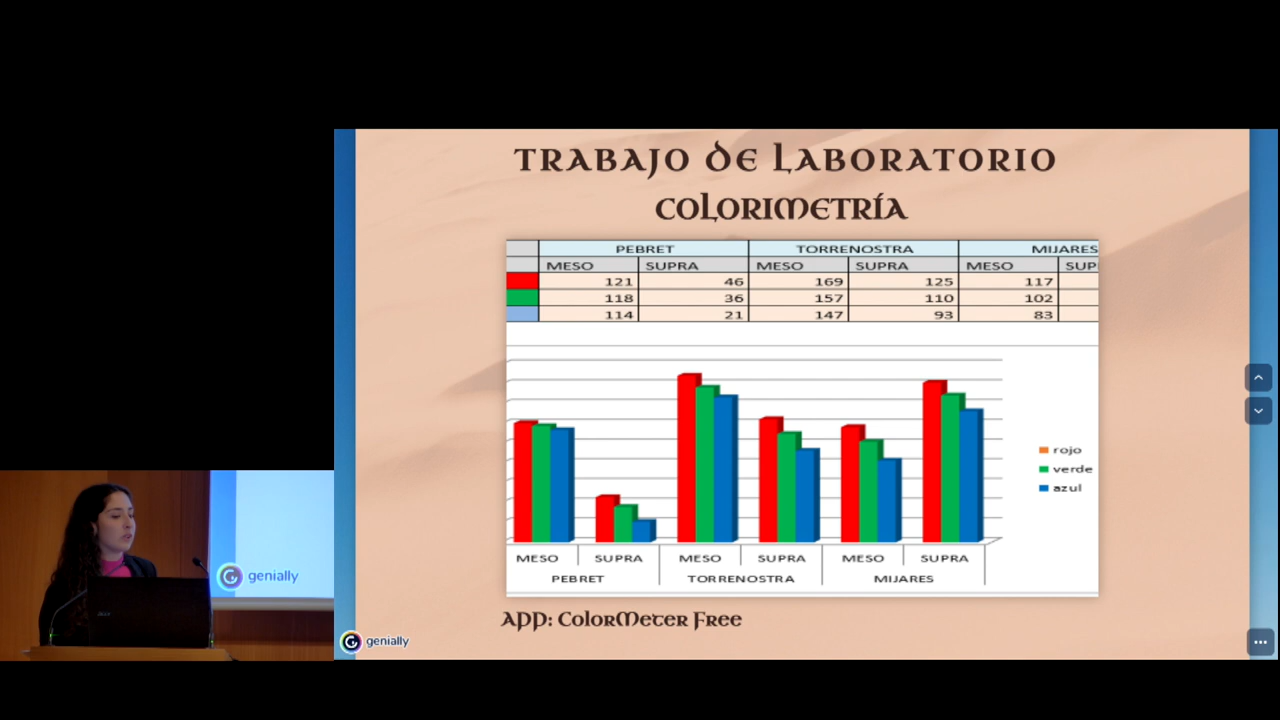 TRABAJO DE LABORATORIO
COLORIMETRÍA
PEBRET TORRENOSTRA MIJARES
MESO SUPRA MESO SUPRA MESO SUP
121 46 169 125 117
118 36 157 110 102
114 21 147 93 83
rojo
verde
azul
MESO SUPRA MESO SUPRA MESO SUPRA
PEBRET TORRENOSTRA MIJARES
APP: ColorMeter Free
genially
genially
acer